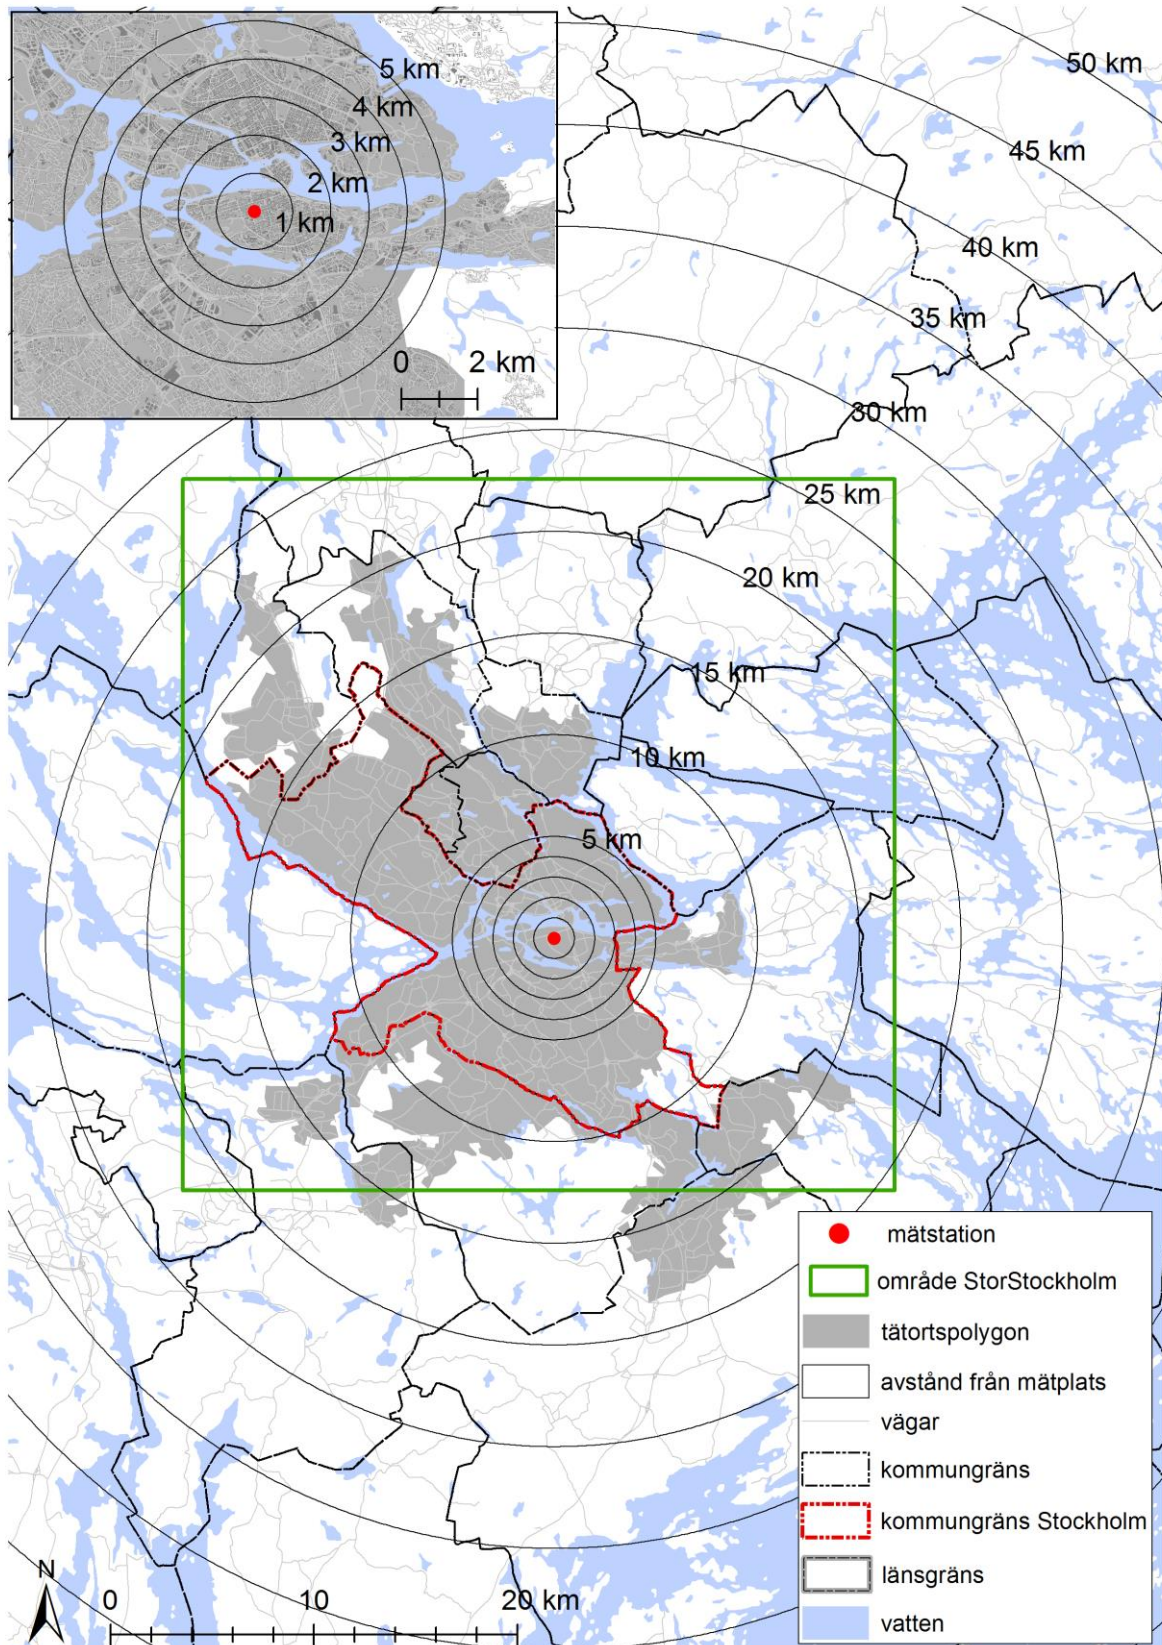 5 km
4 km
3 km
2 km
1 km
0 2 km
50 km
45 km
40 km
35 km
30 km
25 km
20 km
15 km
10 km
5 km
mätstation
område StorStockholm
tätortspolygon
avstånd från mätplats
vägar
kommungräns
kommungräns Stockholm
länsgräns
vatten
N
0 10 20 km